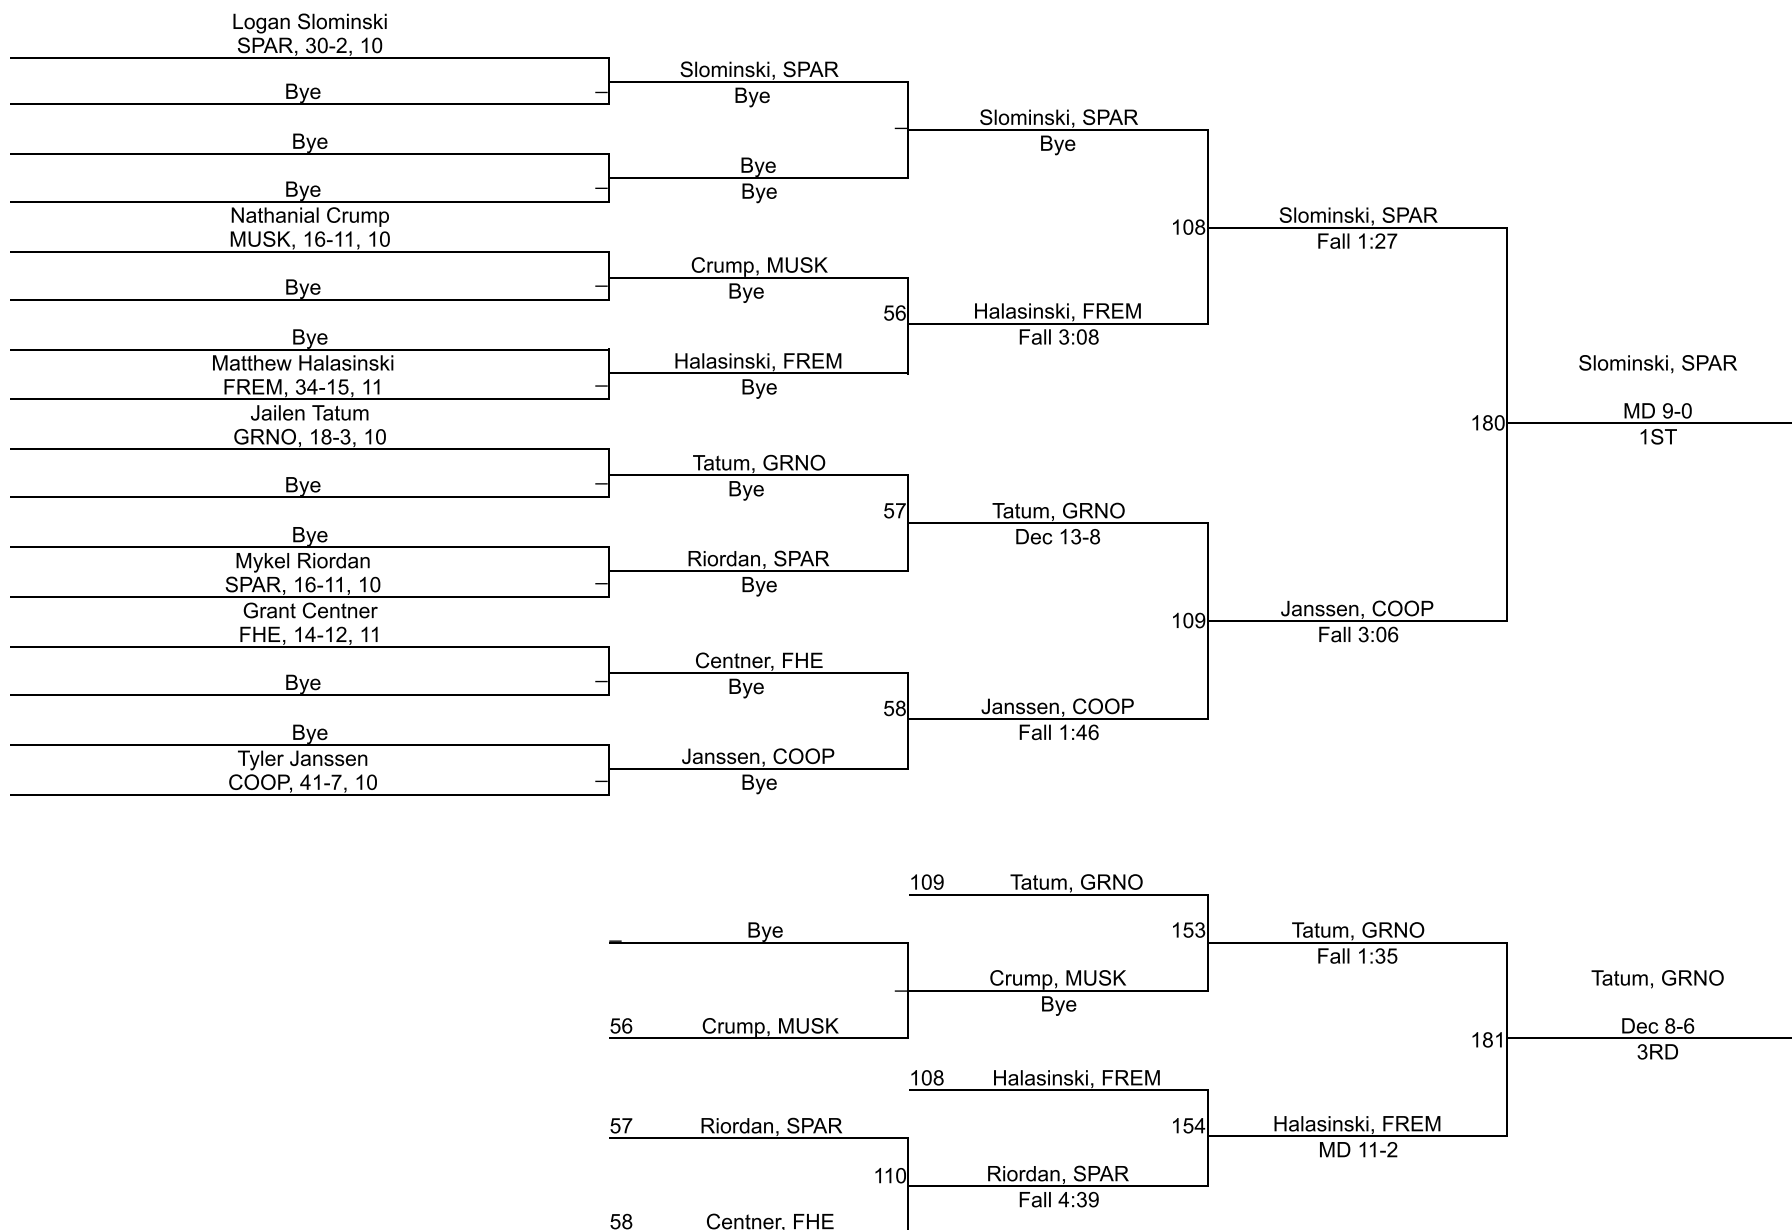 Logan Slominski
SPAR, 30-2, 10
Bye
Bye
Bye
Nathanial Crump
MUSK, 16-11, 10
Bye
Bye
Matthew Halasinski
FREM, 34-15, 11
Jailen Tatum
GRNO, 18-3, 10
Bye
Bye
Mykel Riordan
SPAR, 16-11, 10
Grant Centner
FHE, 14-12, 11
Bye
Bye
Tyler Janssen
COOP, 41-7, 10
Slominski, SPAR
Bye
Bye
Bye
Crump, MUSK
Bye
56
Halasinski, FREM
Bye
Tatum, GRNO
Bye
57
Riordan, SPAR
Bye
Centner, FHE
Bye
58
Janssen, COOP
Bye
Slominski, SPAR
Bye
108
Halasinski, FREM
Fall 3:08
Tatum, GRNO
Dec 13-8
109
Janssen, COOP
Fall 1:46
Slominski, SPAR
Fall 1:27
180
Janssen, COOP
Fall 3:06
Slominski, SPAR
MD 9-0
1ST
Bye
56 Crump, MUSK
57 Riordan, SPAR
110
58 Centner, FHE
109 Tatum, GRNO
153
Crump, MUSK
Bye
108 Halasinski, FREM
154
Riordan, SPAR
Fall 4:39
Tatum, GRNO
Fall 1:35
181
Halasinski, FREM
MD 11-2
Tatum, GRNO
Dec 8-6
3RD